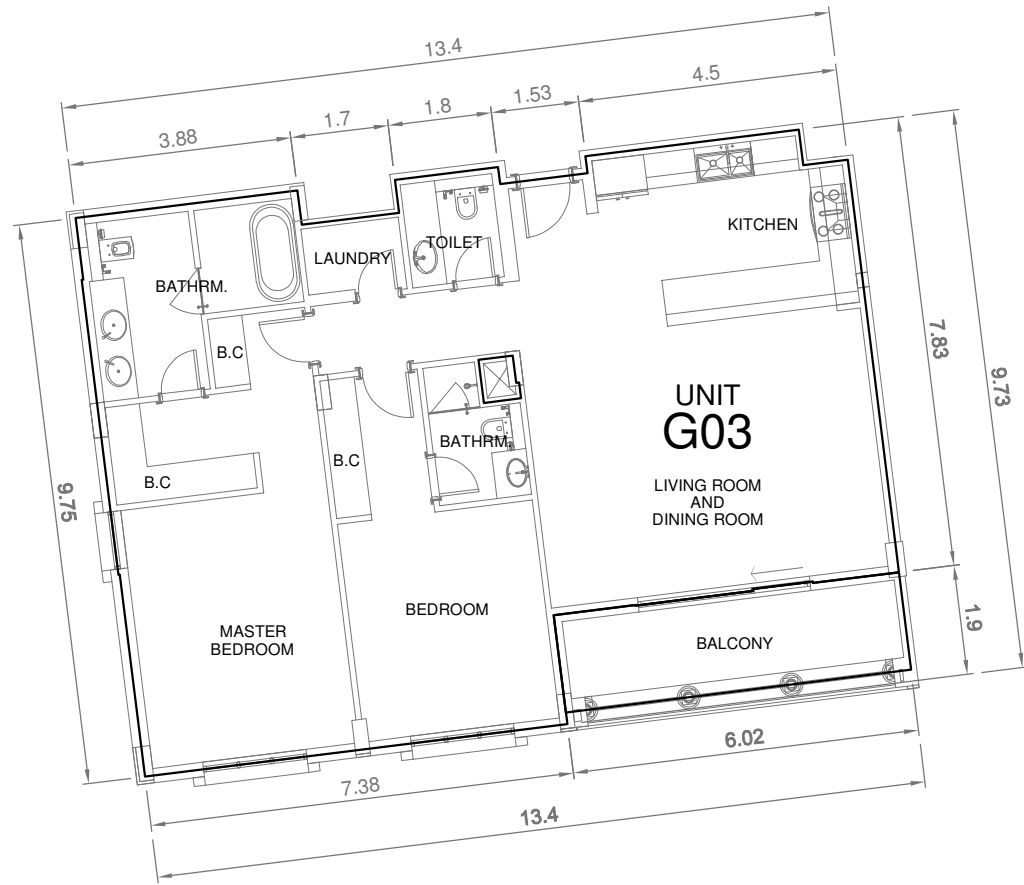 13.4
3.88
1.7
1.8
1.53
4.5
KITCHEN
TOILET
LAUNDRY
BATHRM.
B.C
7.83
9.73
UNIT
G03
BATHRM.
B.C
B.C
LIVING ROOM
AND
DINING ROOM
9.75
BEDROOM
MASTER
BEDROOM
BALCONY
1.9
6.02
7.38
13.4